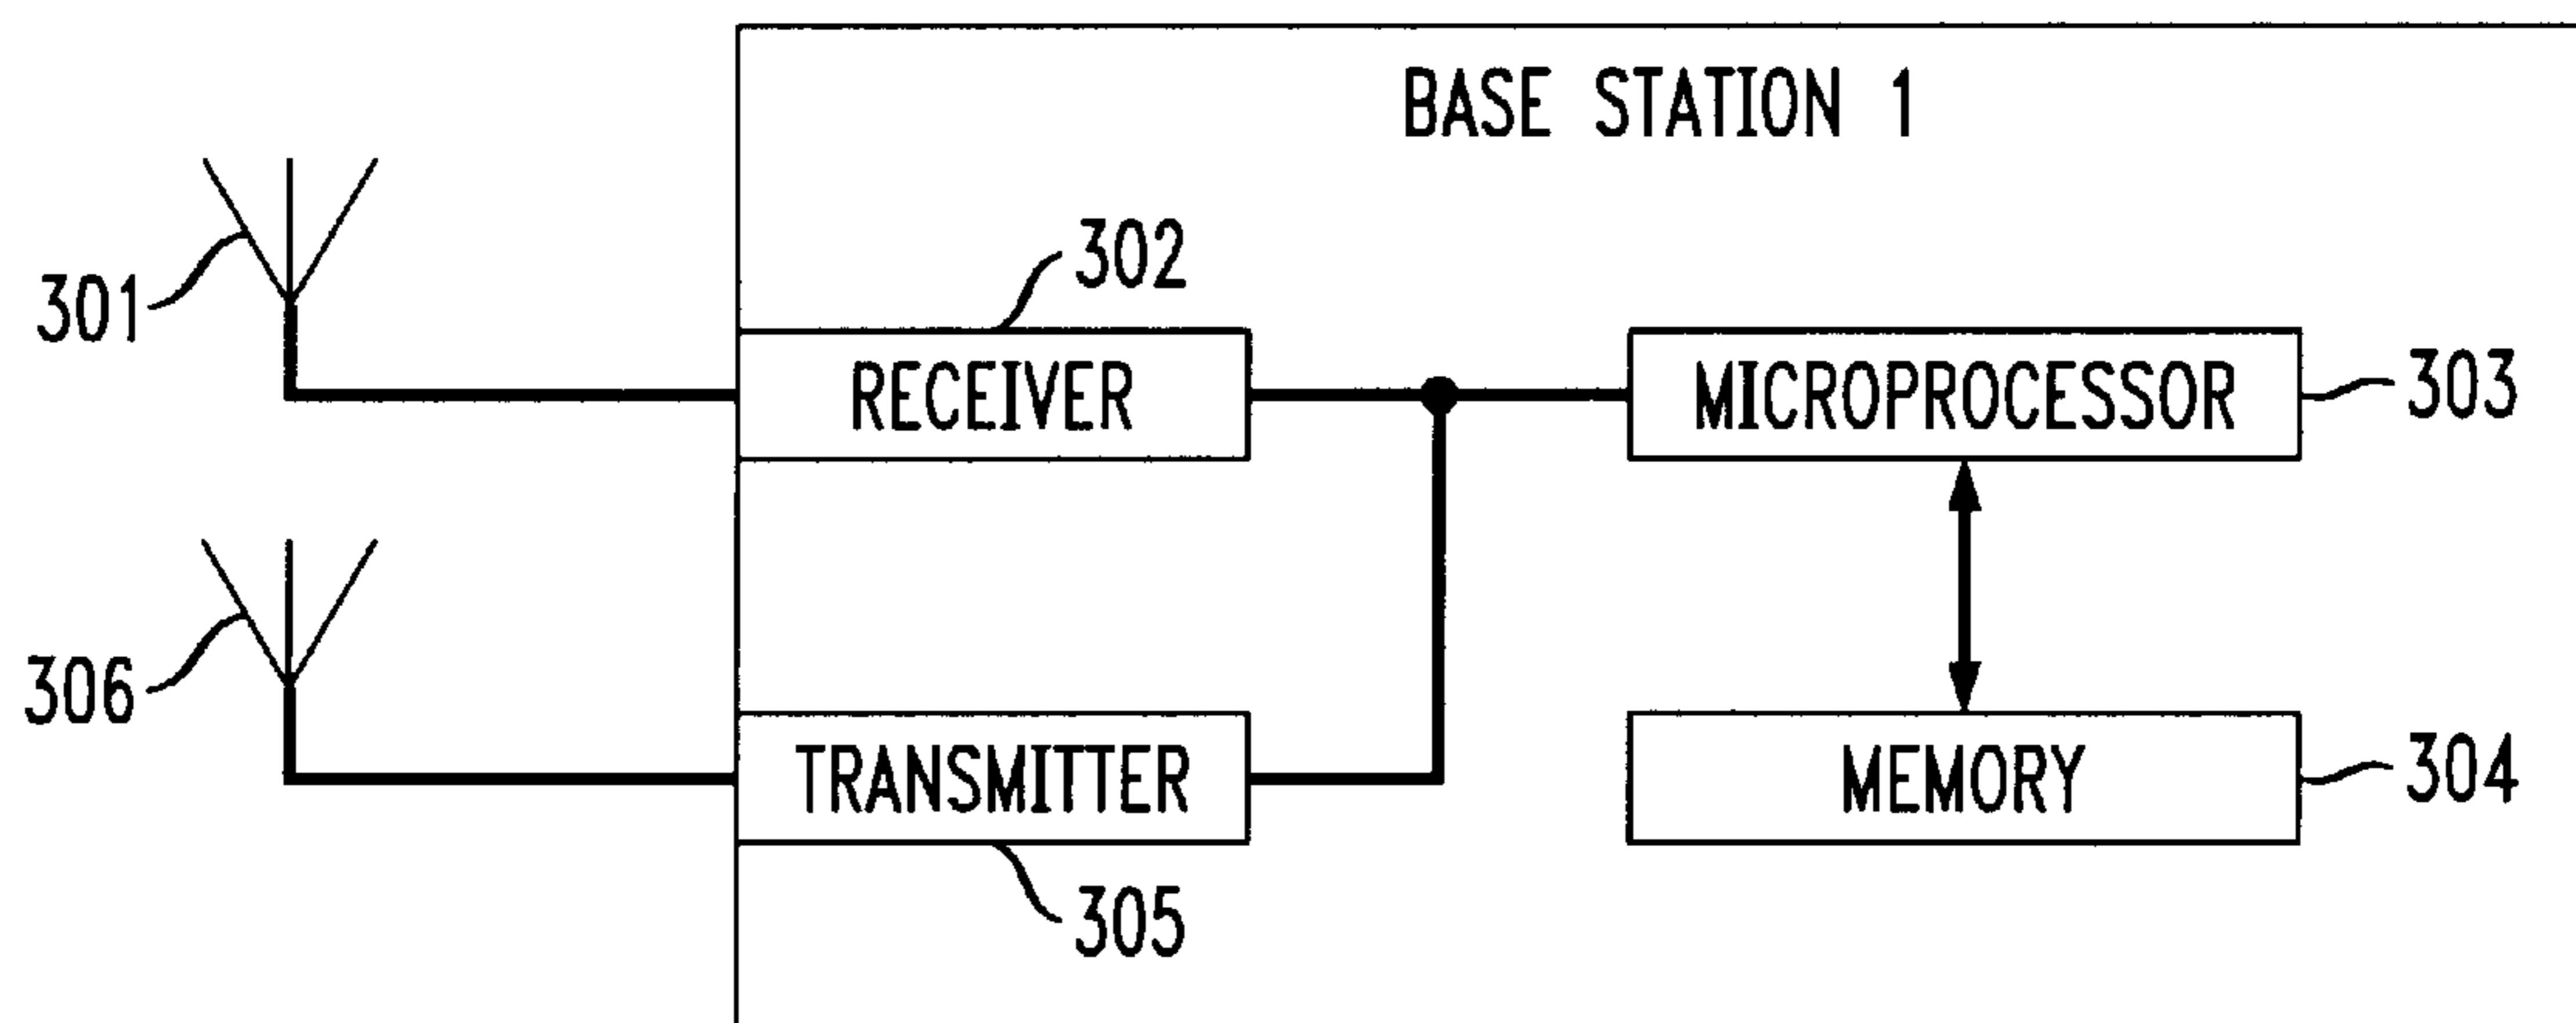 BASE STATION 1
302
301
RECEIVER
MICROPROCESSOR
303
306
TRANSMITTER
MEMORY
304
305